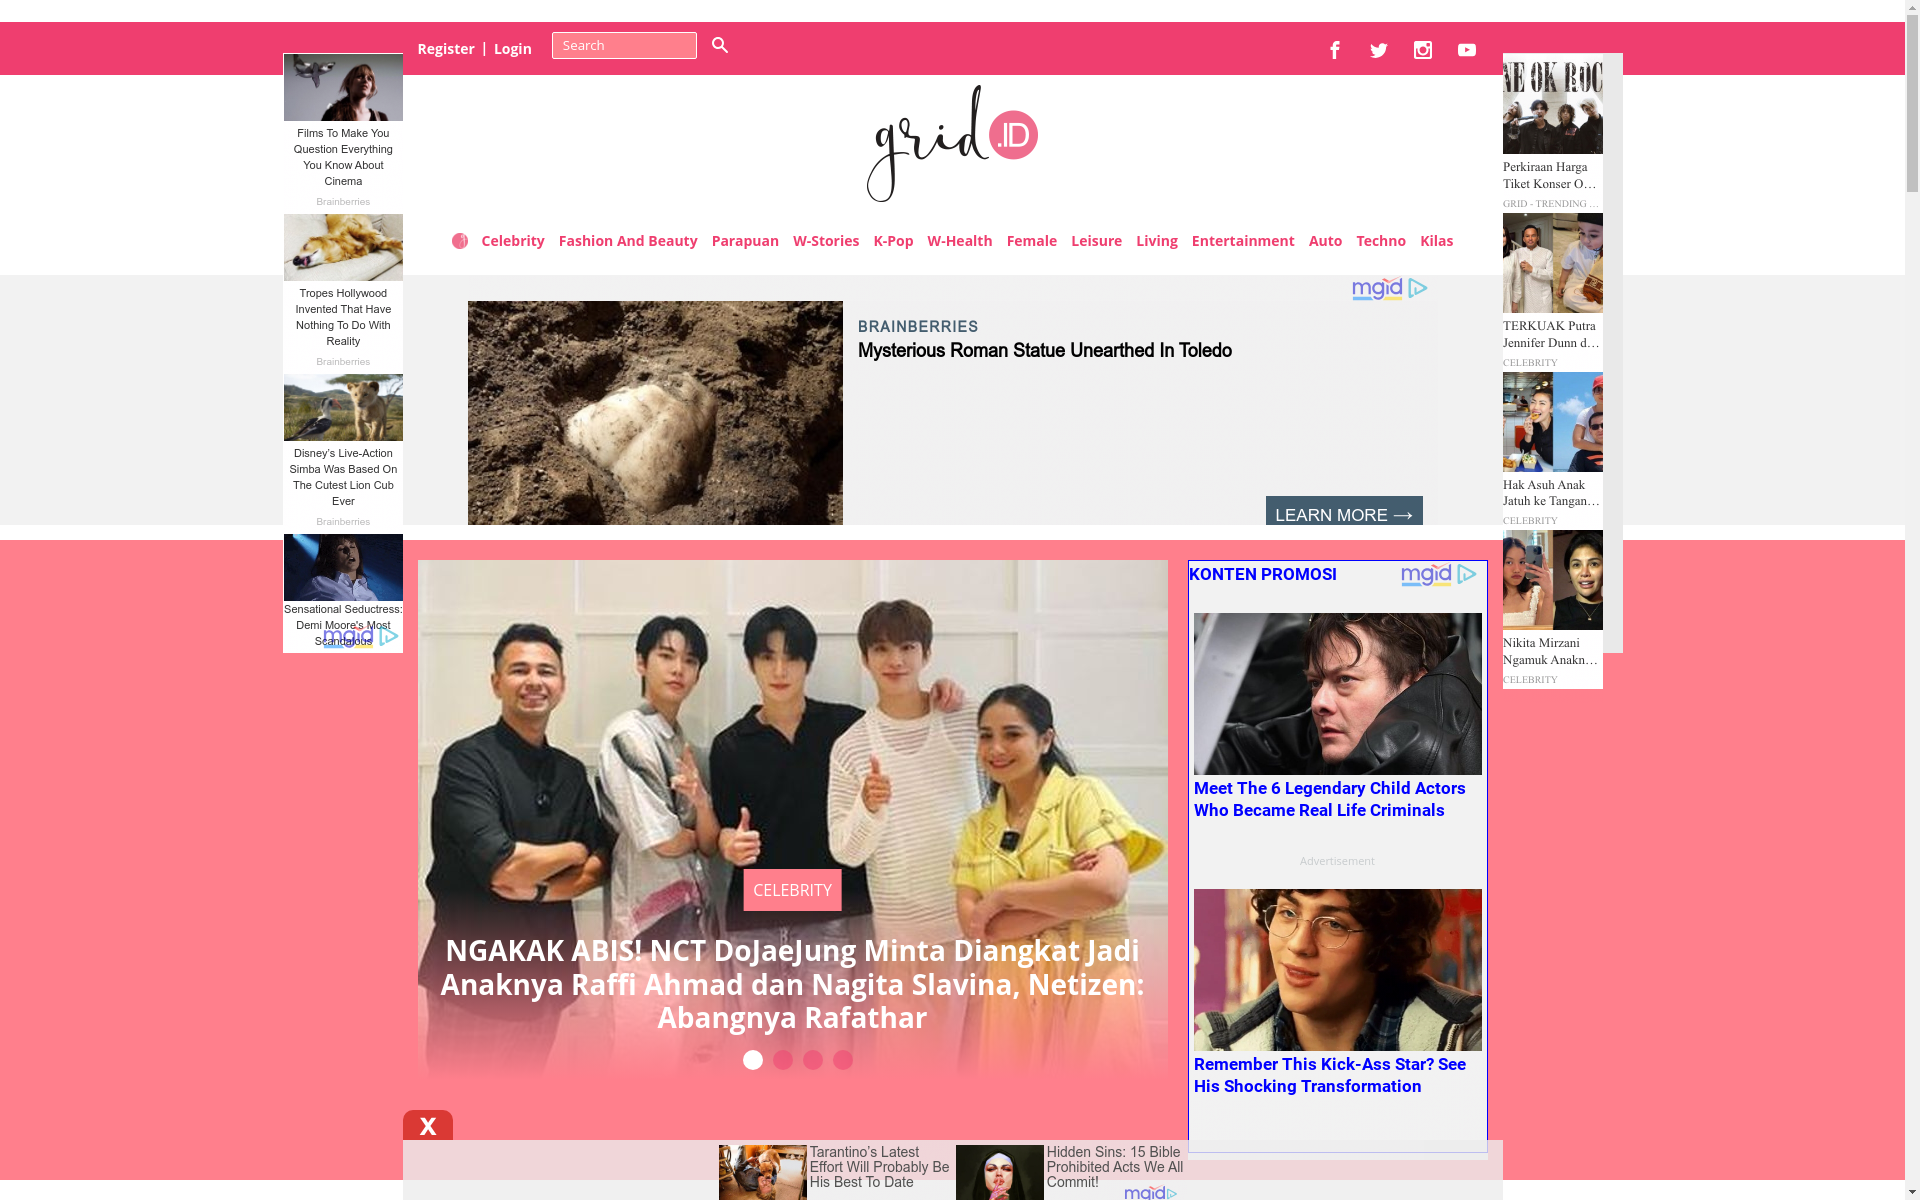 Register | Login
Search
grid.ID
Celebrity Fashion And Beauty Parapuan W-Stories K-Pop W-Health Female Leisure Living Entertainment Auto Techno Kilas
Films To Make You
Question Everything
You Know About
Cinema
Brainberries
Tropes Hollywood
Invented That Have
Nothing To Do With
Reality
Brainberries
Disney's Live-Action
Simba Was Based On
The Cutest Lion Cub
Ever
Brainberries
Sensational Seductress:
Demi Moore's Most
Scandalous
mgid
mgid
BRAINBERRIES
Mysterious Roman Statue Unearthed In Toledo
LEARN MORE →
NE OK ROC
Perkiraan Harga
Tiket Konser O...
GRID - TRENDING ...
TERKUAK Putra
Jennifer Dunn d...
CELEBRITY
Hak Asuh Anak
Jatuh ke Tangan...
CELEBRITY
Nikita Mirzani
Ngamuk Anakn...
CELEBRITY
CELEBRITY
NGAKAK ABIS! NCT DoJaeJung Minta Diangkat Jadi
Anaknya Raffi Ahmad dan Nagita Slavina, Netizen:
Abangnya Rafathar
KONTEN PROMOSI
mgid
Meet The 6 Legendary Child Actors
Who Became Real Life Criminals
Advertisement
Remember This Kick-Ass Star? See
His Shocking Transformation
X
Tarantino's Latest
Effort Will Probably Be
His Best To Date
Hidden Sins: 15 Bible
Prohibited Acts We All
Commit!
mgid